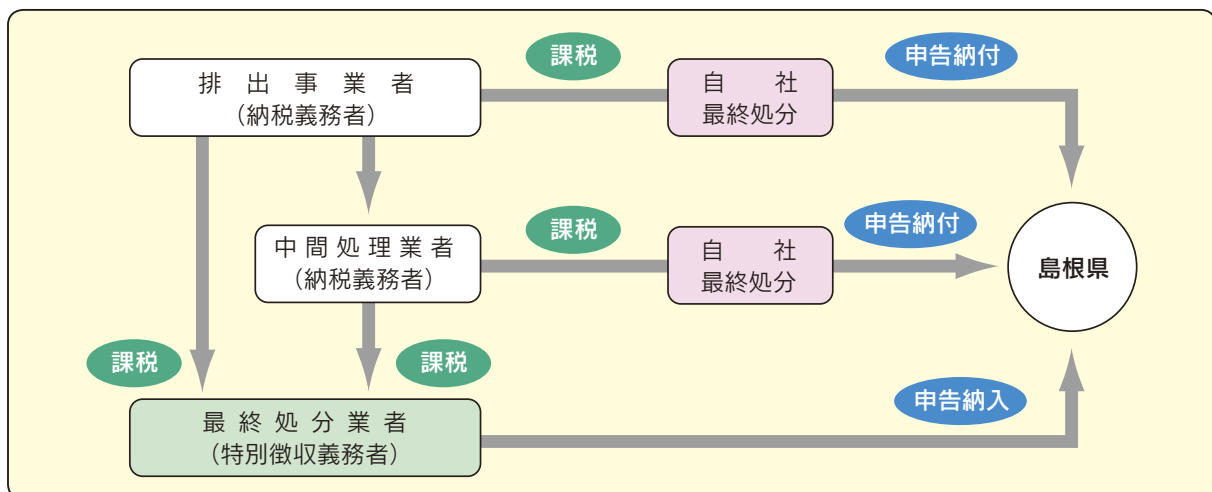 課税
申告納付
排出事業者
（納税義務者）
自社
最終処分
課税
申告納付
中間処理業者
（納税義務者）
自社
最終処分
島根県
課税
課税
申告納入
最終処分業者
（特別徴収義務者）